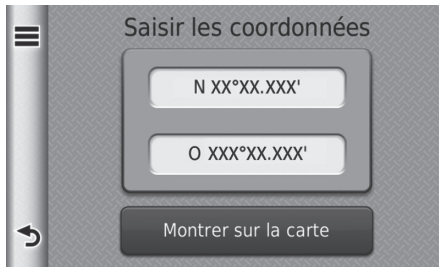 Saisir les coordonnées
N XX°XX.XXX'
O XXX°XX.XXX'
Montrer sur la carte